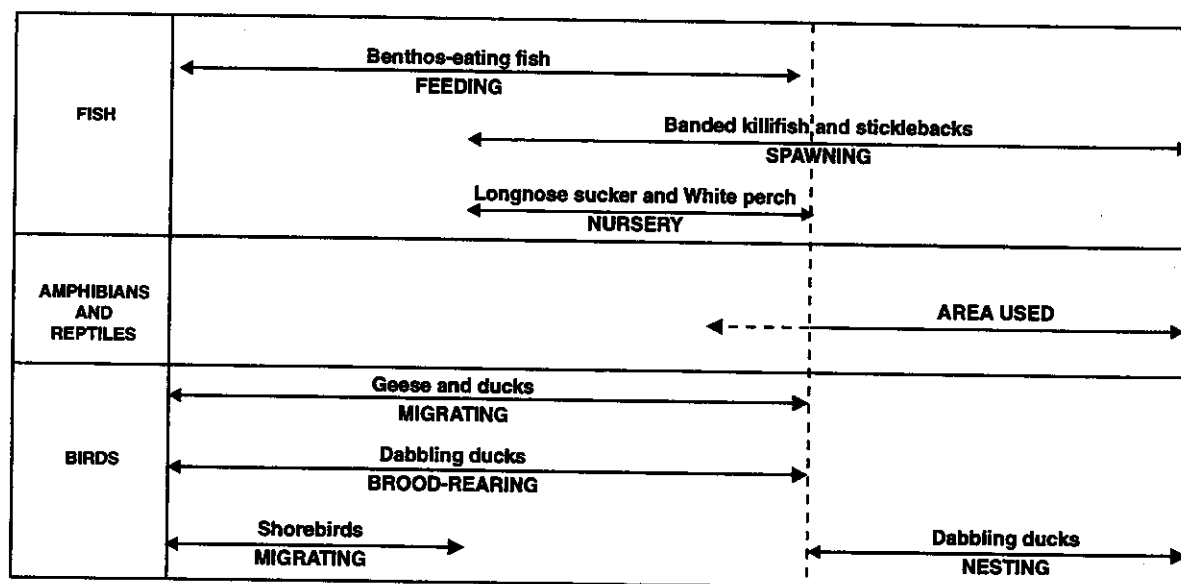 FISH
Benthos-eating fish
FEEDING
Banded killifish and sticklebacks
SPAWNING
Longnose sucker and White perch
NURSERY
AMPHIBIANS
AND
REPTILES
AREA USED
BIRDS
Geese and ducks
MIGRATING
Dabbling ducks
BROOD-REARING
Shorebirds
MIGRATING
Dabbling ducks
NESTING